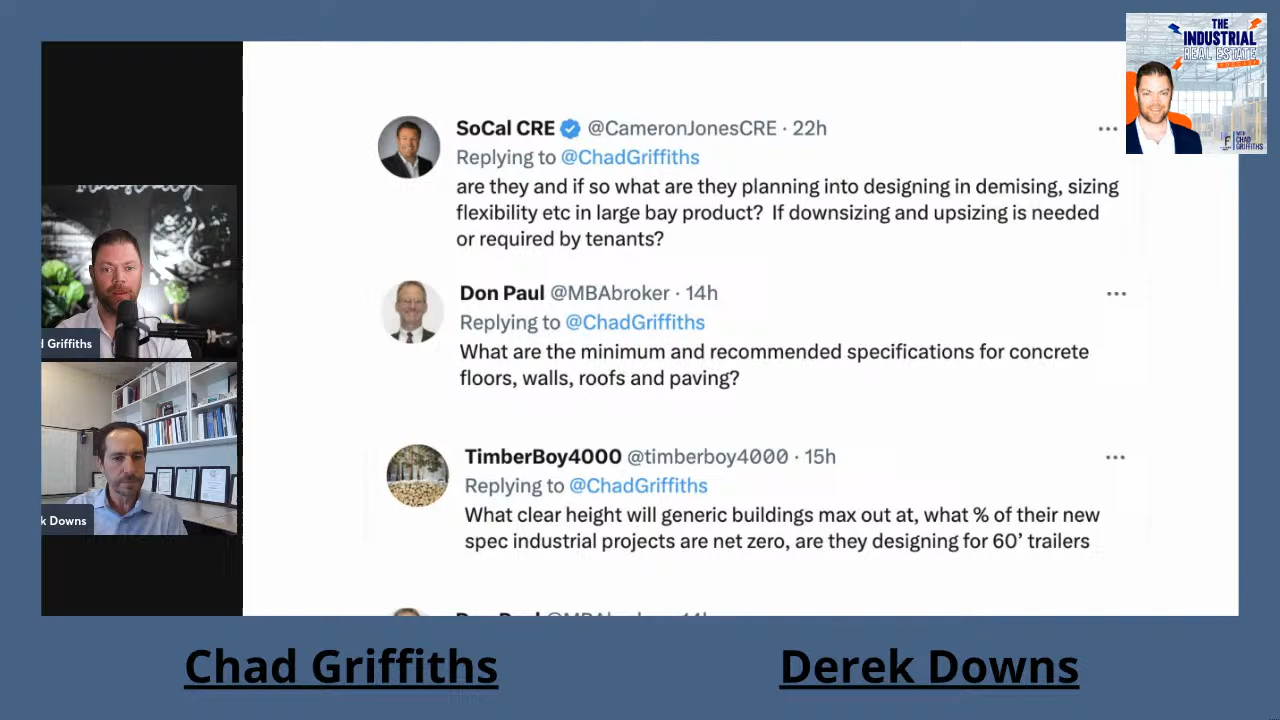 THE
INDUSTRIAL
REAL ESTATE
PODCAST
WITH
CHAD
GRIFFITHS
SoCal CRE @CameronJonesCRE · 22h
Replying to @ChadGriffiths
are they and if so what are they planning into designing in demising, sizing
flexibility etc in large bay product? If downsizing and upsizing is needed
or required by tenants?
Don Paul @MBAbroker · 14h
Replying to @ChadGriffiths
What are the minimum and recommended specifications for concrete
floors, walls, roofs and paving?
TimberBoy4000 @timberboy4000 · 15h
Replying to @ChadGriffiths
What clear height will generic buildings max out at, what % of their new
spec industrial projects are net zero, are they designing for 60’ trailers
Griffiths
k Downs
Chad Griffiths
Derek Downs